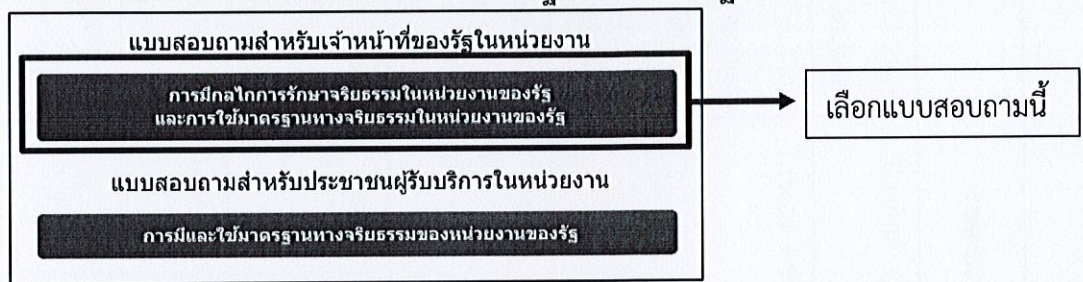 แบบสอบถามสำหรับเจ้าหน้าที่ของรัฐในหน่วยงาน
การมีกลไกการรักษาจริยธรรมในหน่วยงานของรัฐ
และการใช้มาตรฐานทางจริยธรรมในหน่วยงานของรัฐ
เลือกแบบสอบถามนี้
แบบสอบถามสำหรับประชาชนผู้รับบริการในหน่วยงาน
การมีและใช้มาตรฐานทางจริยธรรมของหน่วยงานของรัฐ